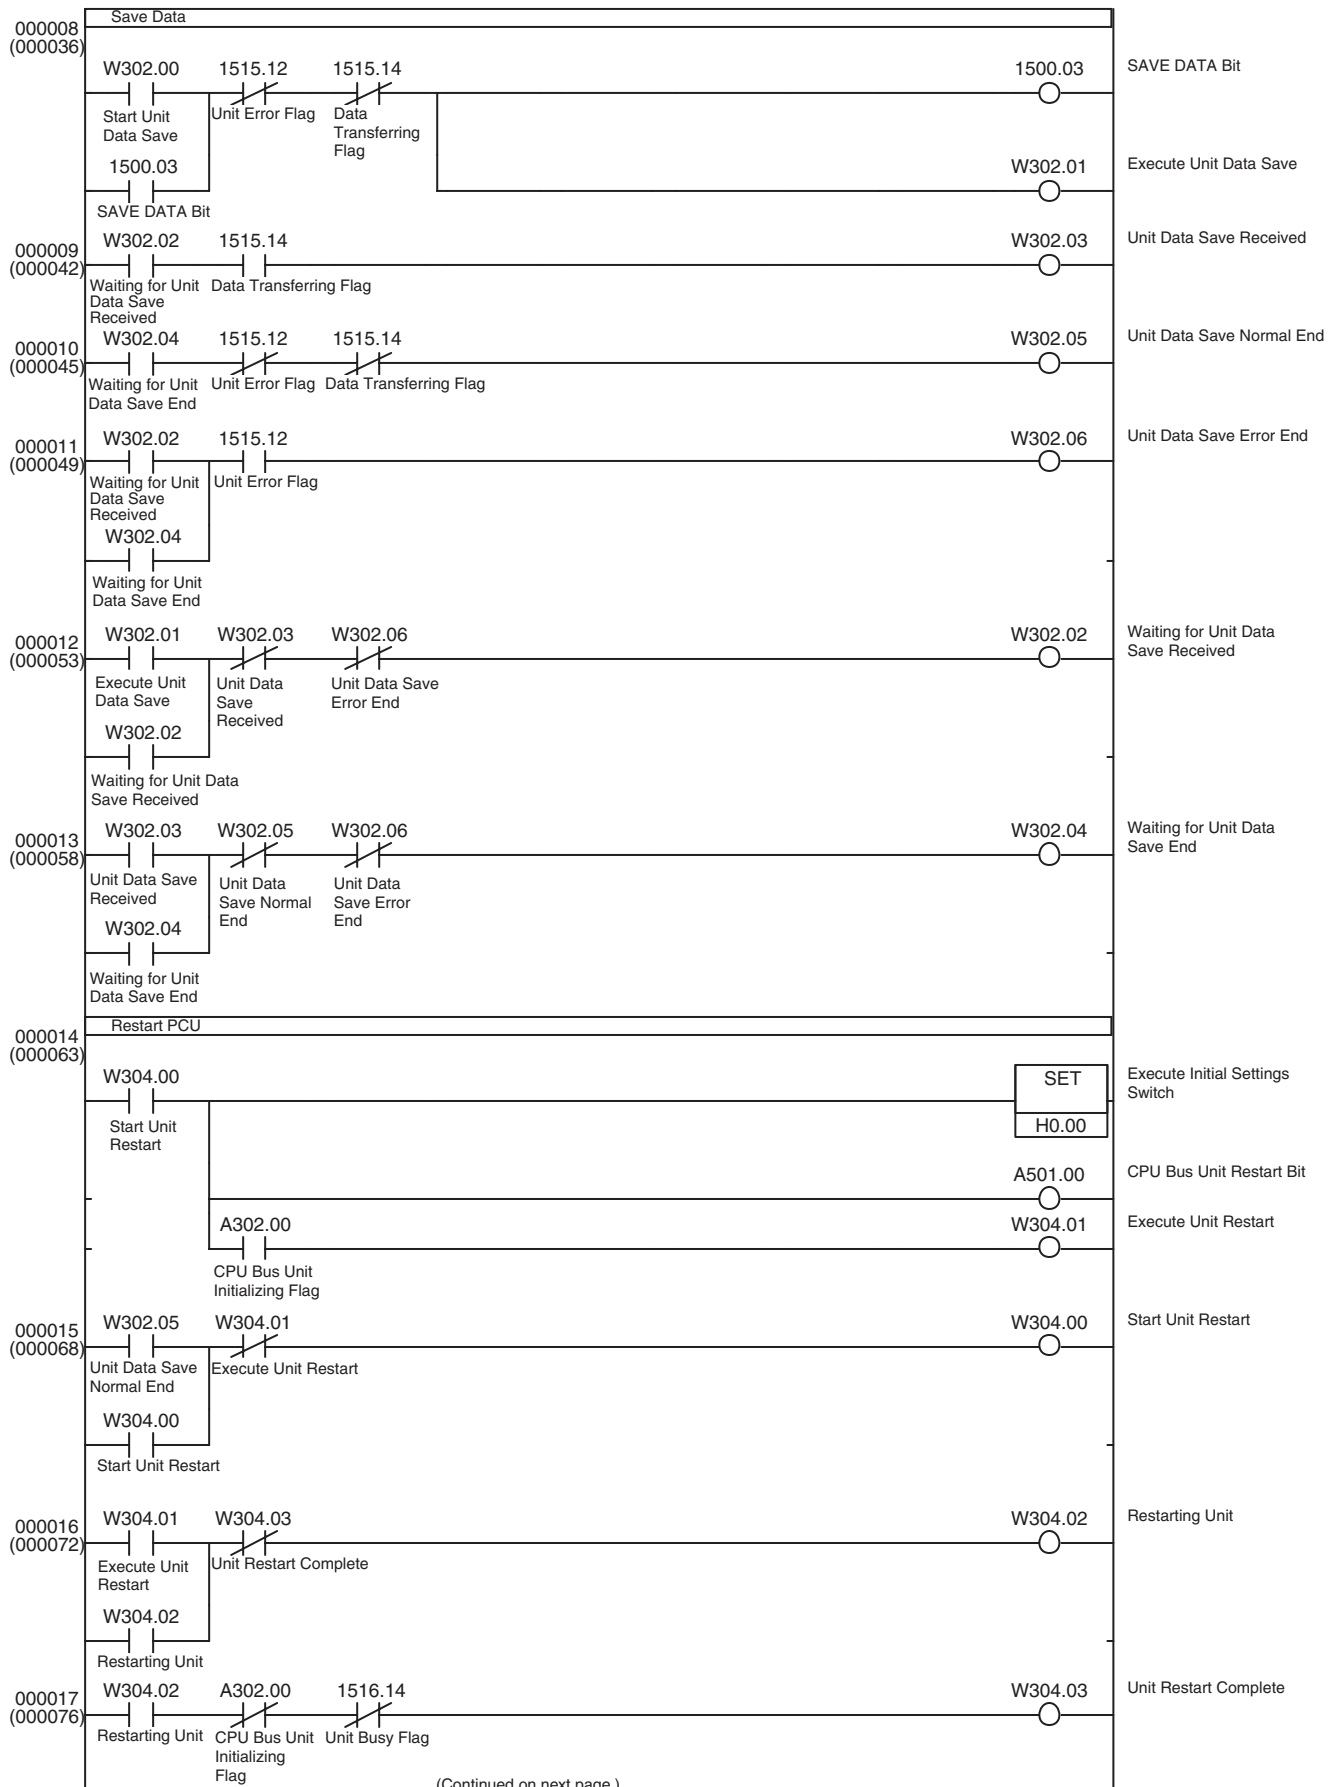 Save Data
000008
(000036)
W302.00 1515.12 1515.14 1500.03 SAVE DATA Bit
Start Unit
Data Save
Unit Error Flag
Data
Transferring
Flag
1500.03 W302.01 Execute Unit Data Save
SAVE DATA Bit
000009
(000042)
W302.02 1515.14 W302.03 Unit Data Save Received
Waiting for Unit
Data Save
Received
Data Transferring Flag
000010
(000045)
W302.04 1515.12 1515.14 W302.05 Unit Data Save Normal End
Waiting for Unit
Data Save End
Unit Error Flag
Data Transferring Flag
000011
(000049)
W302.02 1515.12 W302.06 Unit Data Save Error End
Waiting for Unit
Data Save
Received
Unit Error Flag
W302.04
Waiting for Unit
Data Save End
000012
(000053)
W302.01 W302.03 W302.06 W302.02
Waiting for Unit Data
Save Received
Execute Unit
Data Save
Unit Data
Save
Received
Unit Data Save
Error End
W302.02
Waiting for Unit Data
Save Received
000013
(000058)
W302.03 W302.05 W302.06 W302.04
Waiting for Unit Data
Save End
Unit Data Save
Received
Unit Data
Save Normal
End
Unit Data
Save Error
End
W302.04
Waiting for Unit
Data Save End
Restart PCU
000014
(000063)
W304.00 SET
H0.00
Execute Initial Settings
Switch
Start Unit
Restart
A501.00 CPU Bus Unit Restart Bit
A302.00 W304.01 Execute Unit Restart
CPU Bus Unit
Initializing Flag
000015
(000068)
W302.05 W304.01 W304.00 Start Unit Restart
Unit Data Save
Normal End
Execute Unit Restart
W304.00
Start Unit Restart
000016
(000072)
W304.01 W304.03 W304.02 Restarting Unit
Execute Unit
Restart
Unit Restart Complete
W304.02
Restarting Unit
000017
(000076)
W304.02 A302.00 1516.14 W304.03 Unit Restart Complete
Restarting Unit
CPU Bus Unit
Initializing
Flag
Unit Busy Flag
(Continued on next page.)